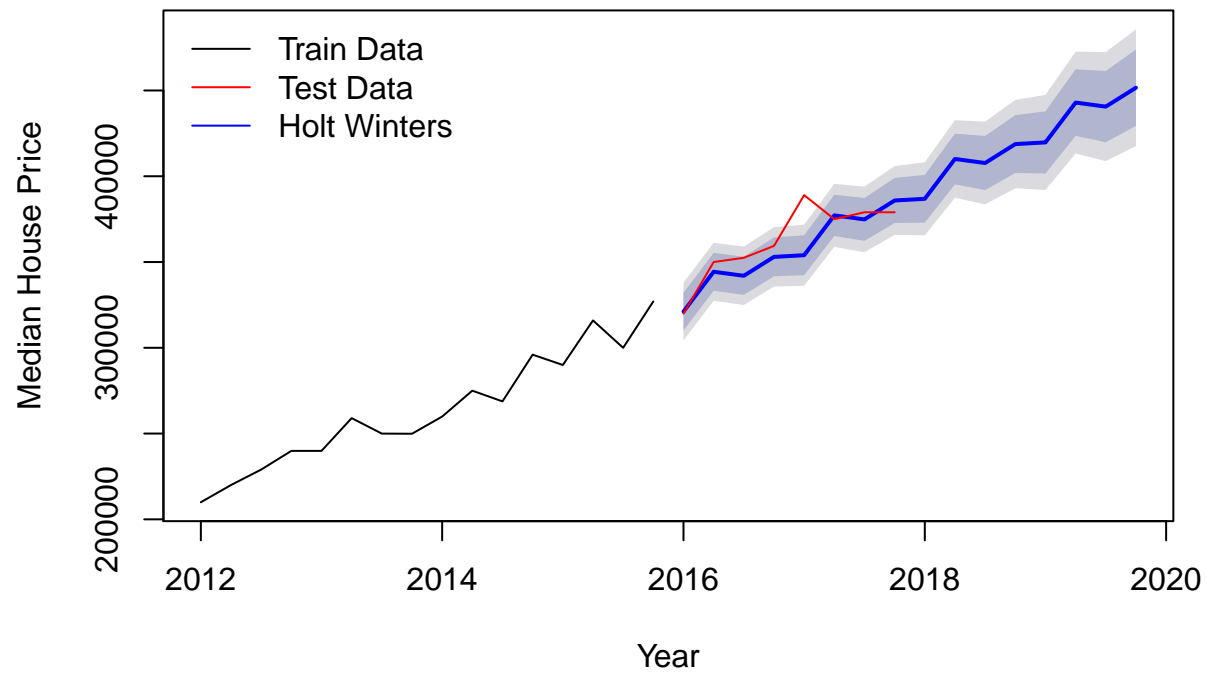 Train Data
Test Data
Holt Winters
Median House Price
400000
300000
200000
2012 2014 2016 2018 2020
Year